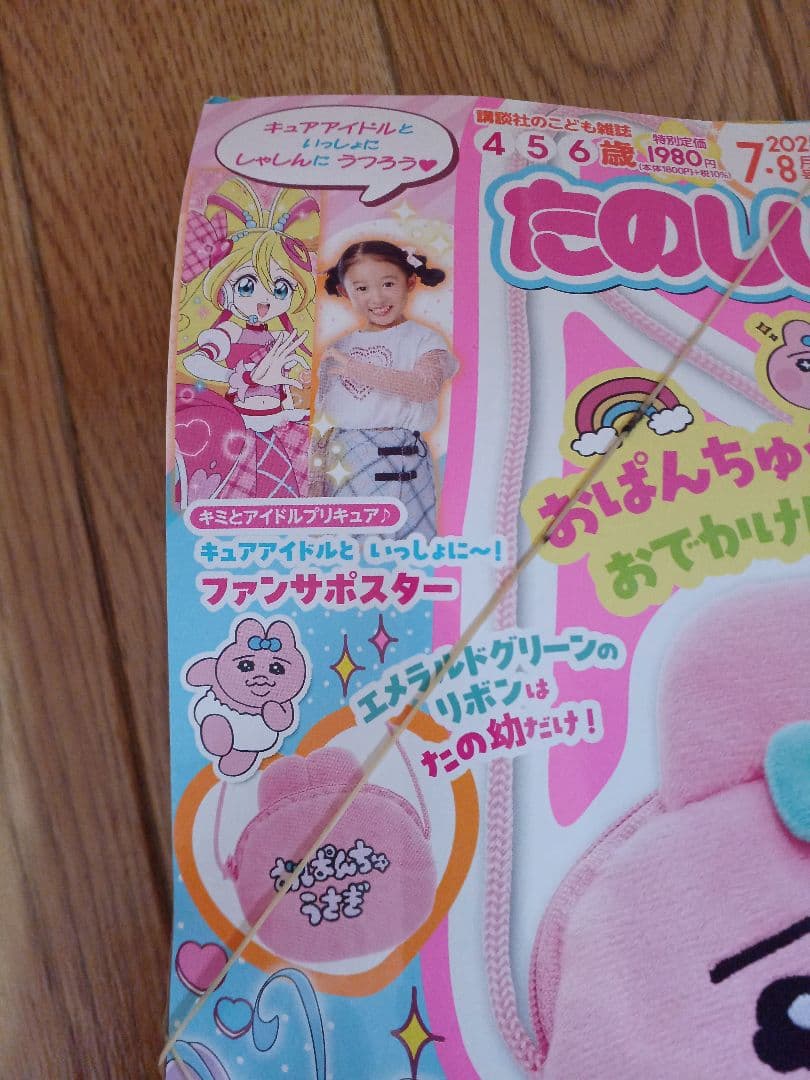 キュアアイドルと
いっしょに
しゃしんに うつろう♥
講談社のこども雑誌
4 5 6 歳
特別定価
1980円
(本体1800円+税10%)
7・8月号
たのしい
おぱんちゅ
おでかけ
キミとアイドルプリキュア♪
キュアアイドルと いっしょに〜!
ファンサポスター
エメラルドグリーンの
リボンは
たの幼だけ!
おぱんちゅ
うさぎ